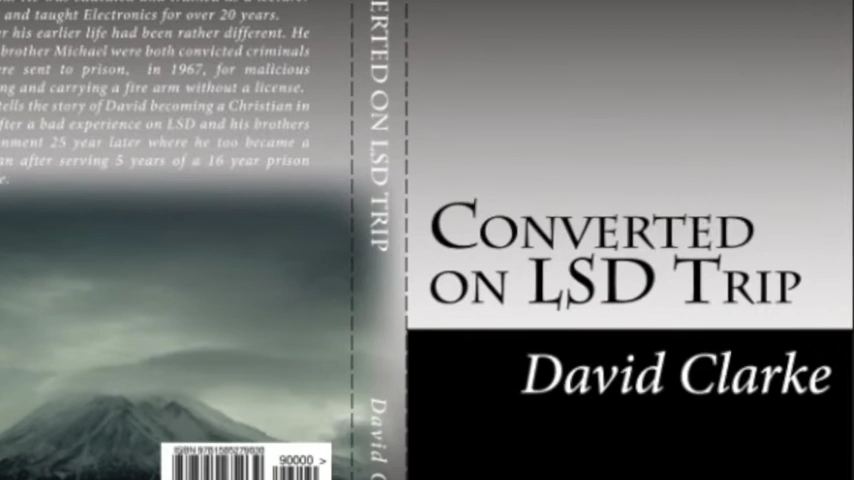 and taught Electronics for over 20 years.
r his earlier life had been rather different. He
brother Michael were both convicted criminals
re sent to prison, in 1967, for malicious
ng and carrying a fire arm without a license.
tells the story of David becoming a Christian in
fter a bad experience on LSD and his brothers
nment 25 year later where he too became a
an after serving 5 years of a 16 year prison
e.
ERTED ON LSD TRIP
David C
CONVERTED
ON LSD TRIP
David Clarke
90000 >